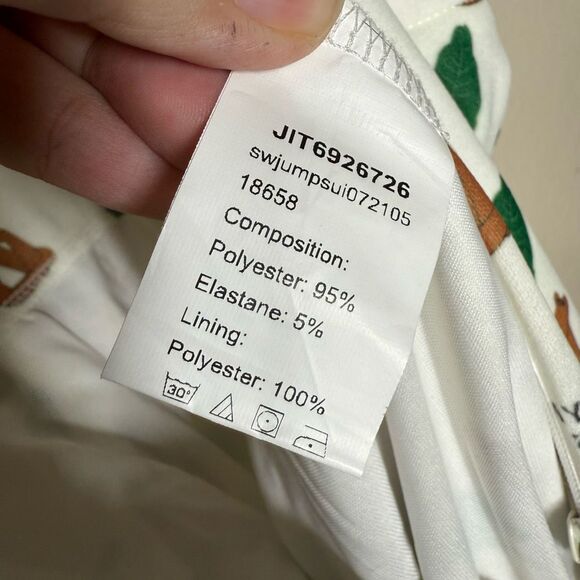 JIT6926726
swjumpsui072105
18658
Composition:
Polyester: 95%
Elastane: 5%
Lining:
Polyester: 100%
30°